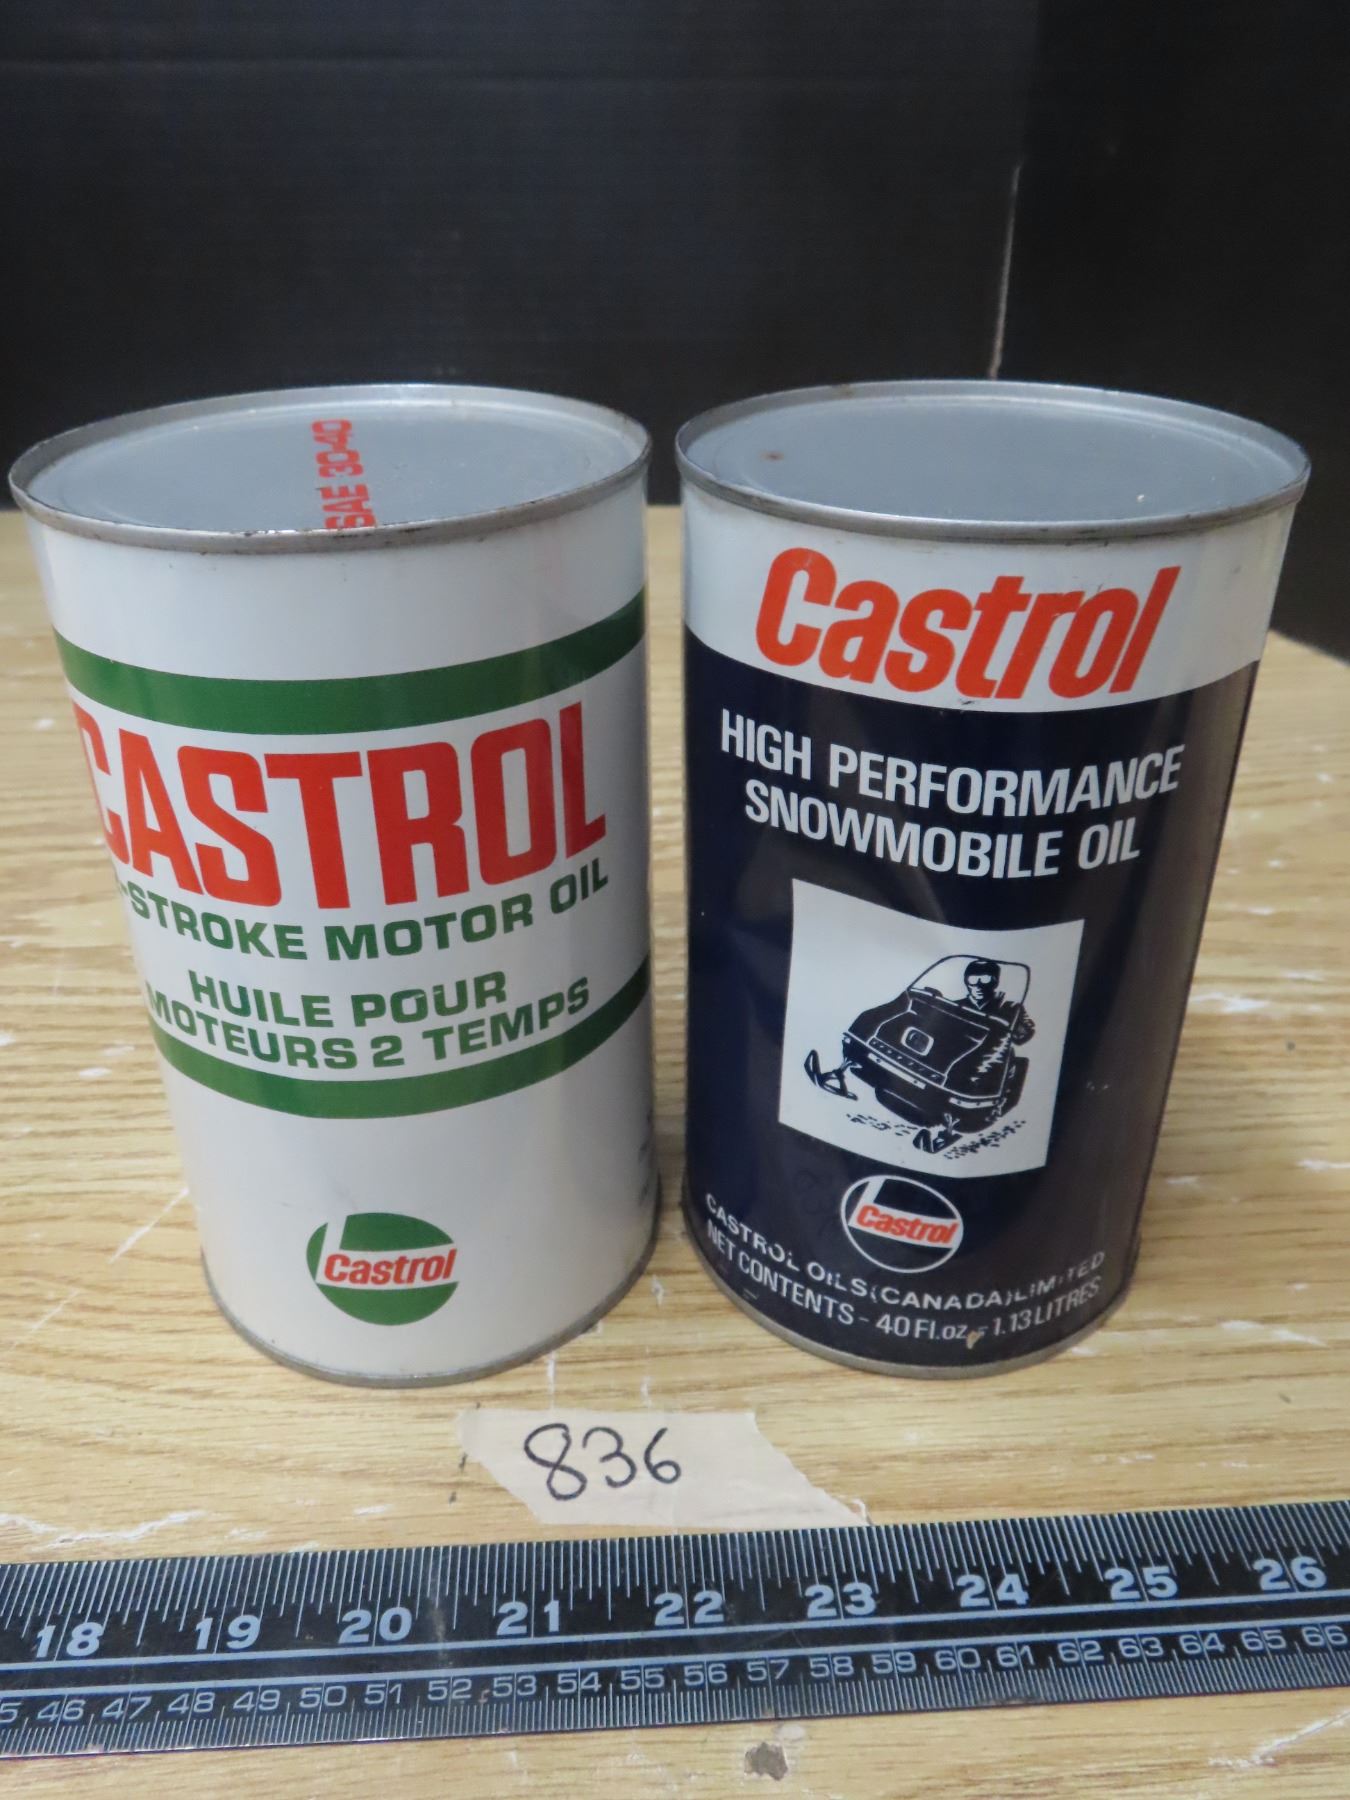 SAE 30-40
CASTROL
-STROKE MOTOR OIL
HUILE POUR
MOTEURS 2 TEMPS
Castrol
Castrol
HIGH PERFORMANCE
SNOWMOBILE OIL
Castrol
CASTROL OILS (CANADA) LIMITED
NET CONTENTS - 40 Fl. oz. - 1.13 LITRES
836
18 19 20 21 22 23 24 25 26
5 46 47 48 49 50 51 52 53 54 55 56 57 58 59 60 61 62 63 64 65 66